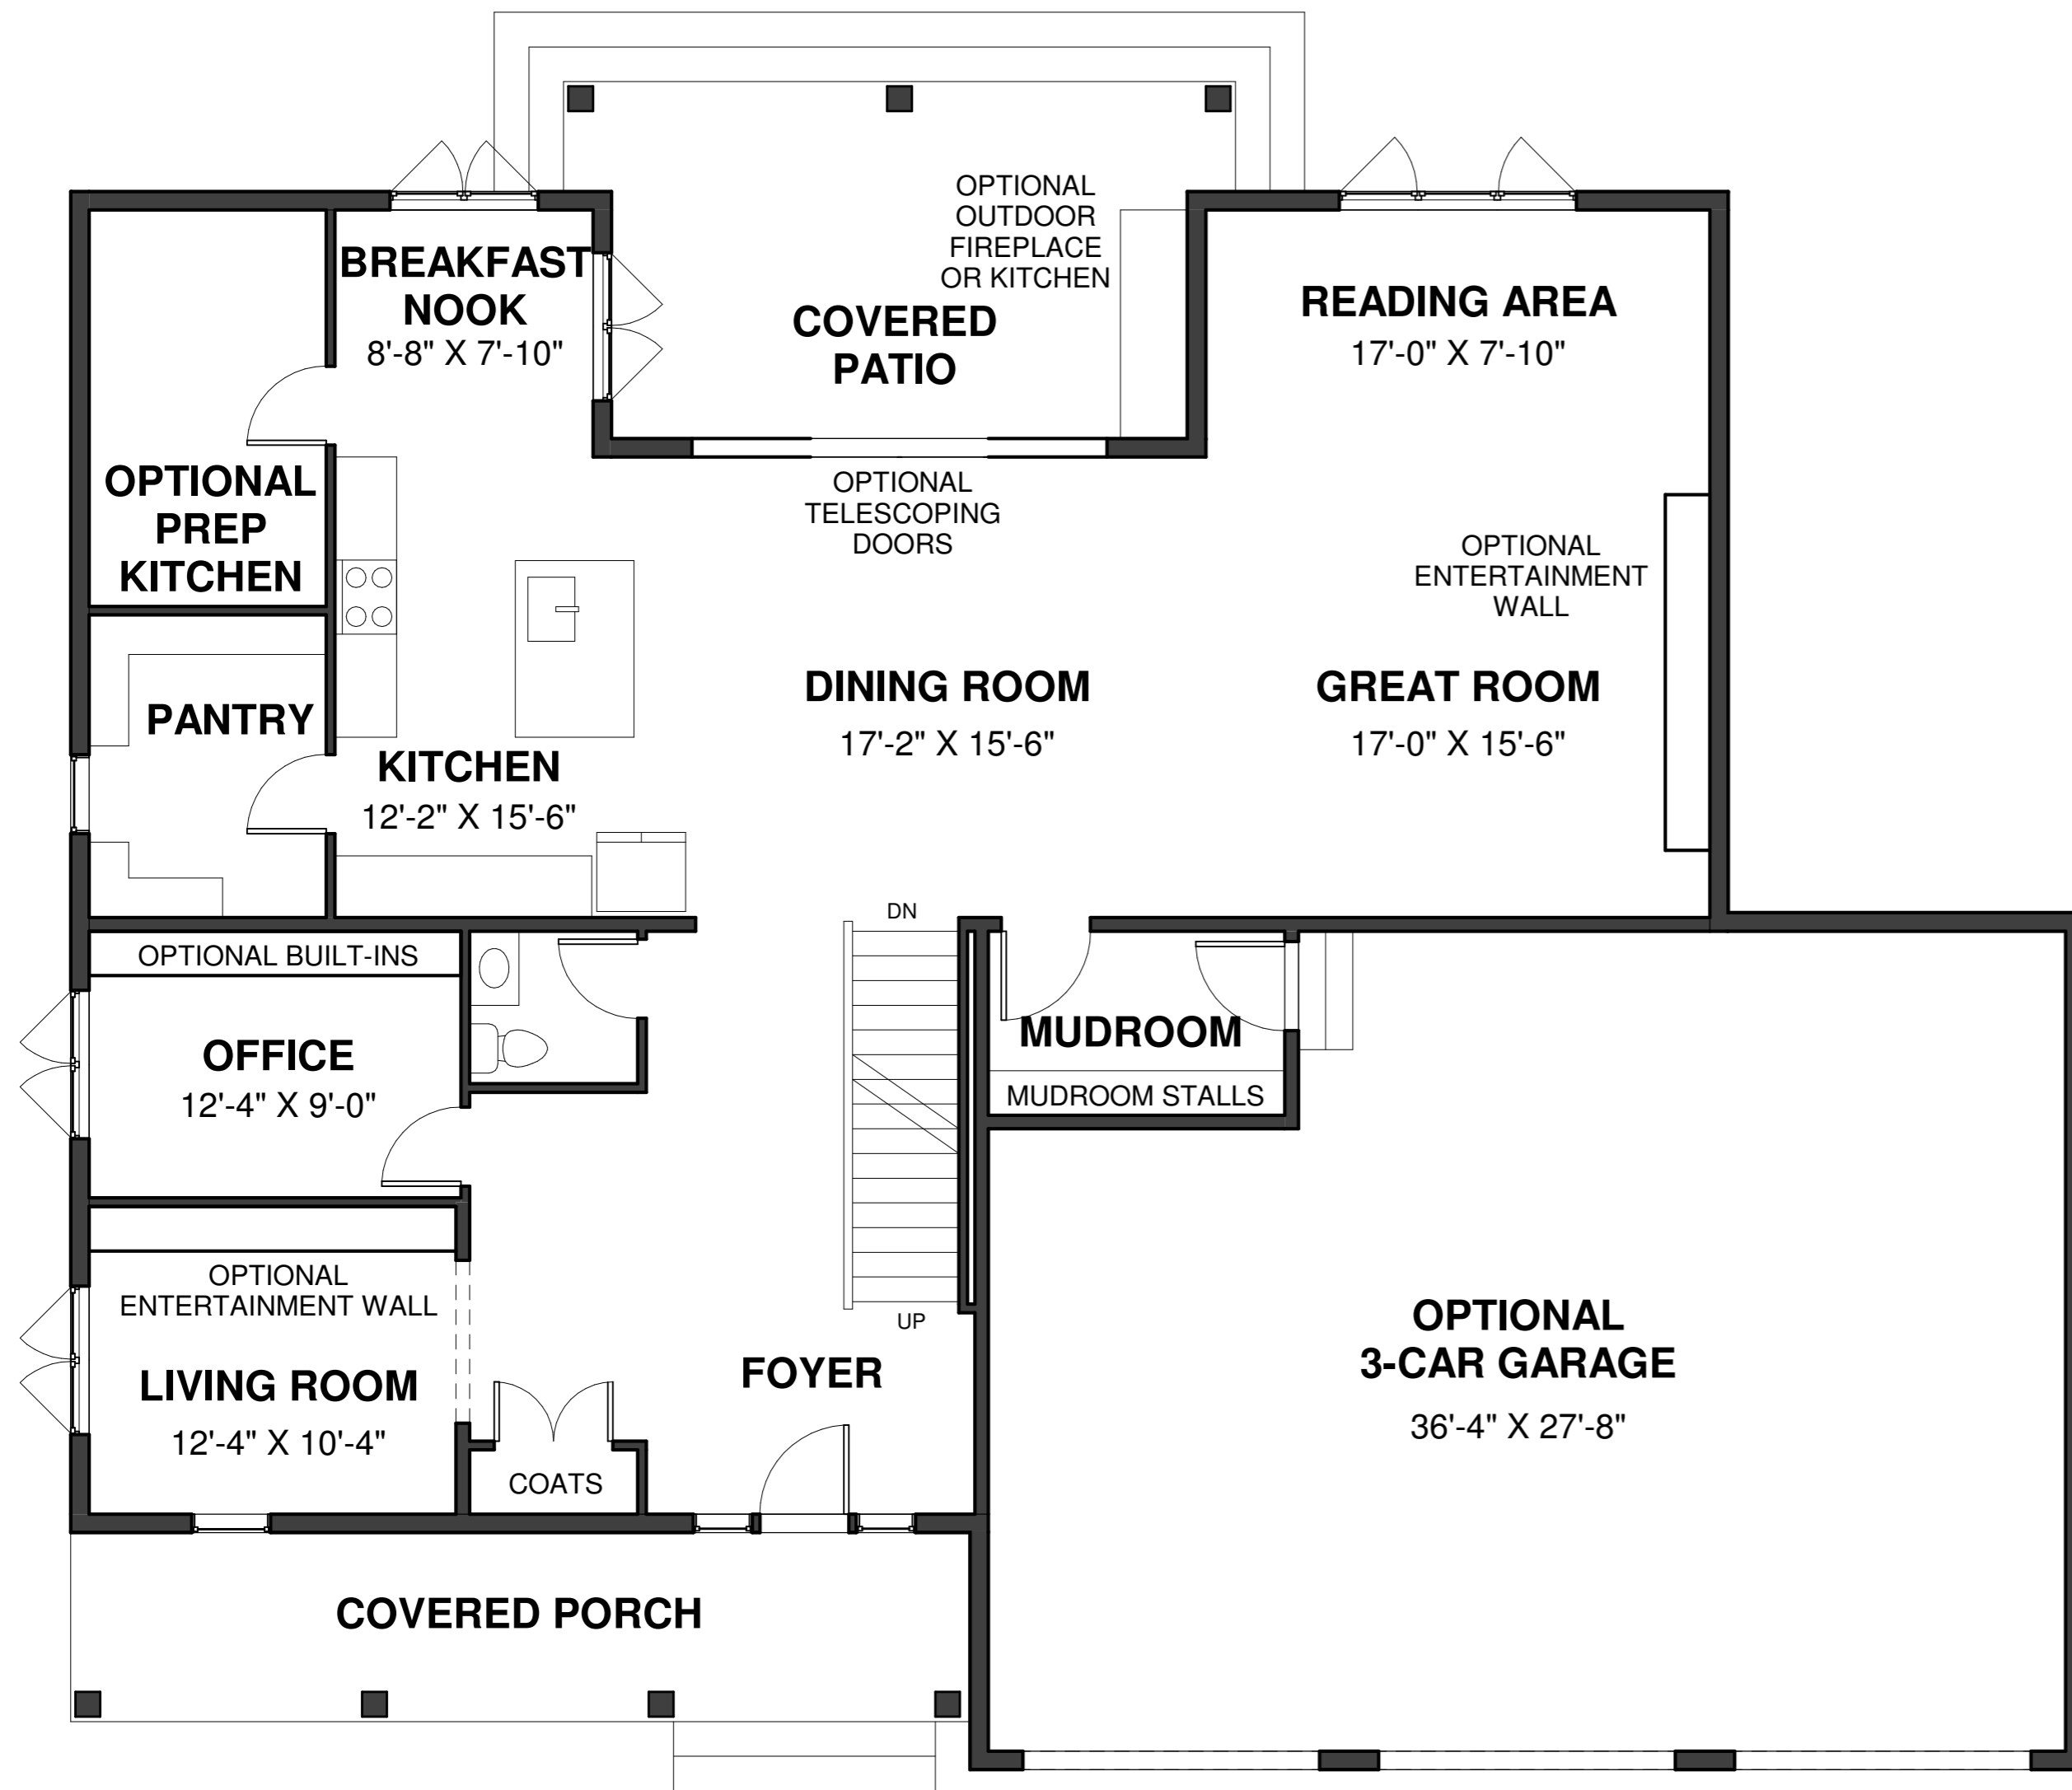 OPTIONAL
OUTDOOR
FIREPLACE
OR KITCHEN
BREAKFAST
NOOK
8'-8" X 7'-10"
COVERED
PATIO
READING AREA
17'-0" X 7'-10"
OPTIONAL
PREP
KITCHEN
OPTIONAL
TELESCOPING
DOORS
OPTIONAL
ENTERTAINMENT
WALL
PANTRY
KITCHEN
12'-2" X 15'-6"
DINING ROOM
17'-2" X 15'-6"
GREAT ROOM
17'-0" X 15'-6"
DN
OPTIONAL BUILT-INS
OFFICE
12'-4" X 9'-0"
MUDROOM
MUDROOM STALLS
OPTIONAL
ENTERTAINMENT WALL
LIVING ROOM
12'-4" X 10'-4"
UP
FOYER
COATS
OPTIONAL
3-CAR GARAGE
36'-4" X 27'-8"
COVERED PORCH